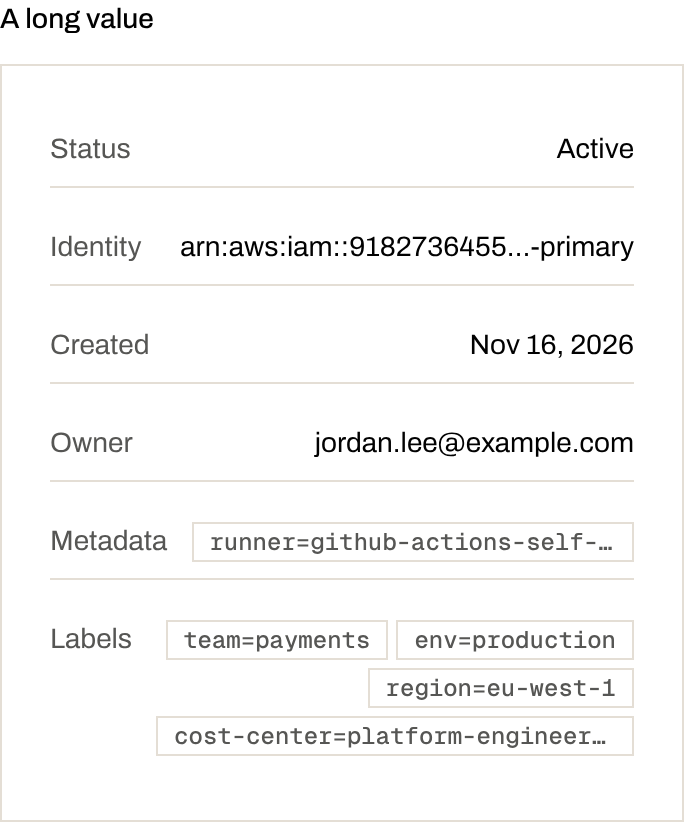 A long value
Status Active
Identity arn:aws:iam::9182736455...-primary
Created Nov 16, 2026
Owner jordan.lee@example.com
Metadata runner=github-actions-self-…
Labels team=payments env=production
region=eu-west-1
cost-center=platform-engineer…